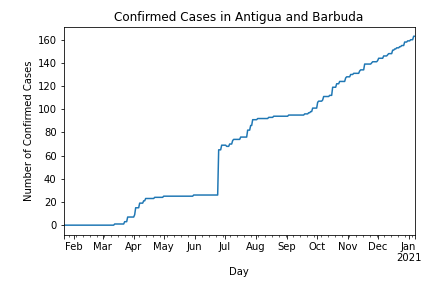 Confirmed Cases in Antigua and Barbuda
160
140
120
100
80
60
40
20
0
Number of Confirmed Cases
Feb Mar Apr May Jun Jul Aug Sep Oct Nov Dec Jan
2021
Day